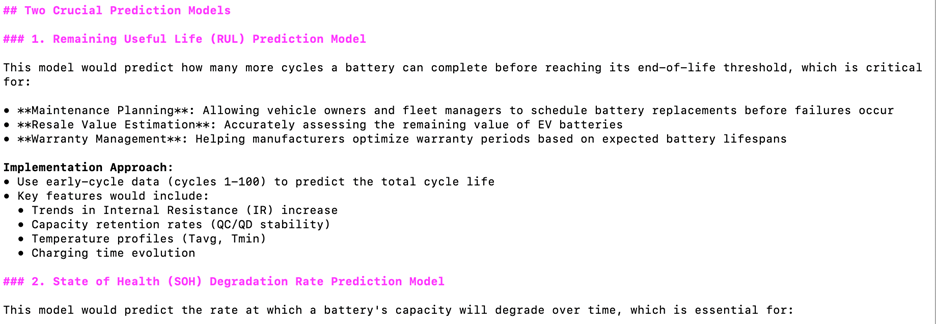 ## Two Crucial Prediction Models
### 1. Remaining Useful Life (RUL) Prediction Model
This model would predict how many more cycles a battery can complete before reaching its end-of-life threshold, which is critical
for:
• **Maintenance Planning**: Allowing vehicle owners and fleet managers to schedule battery replacements before failures occur
• **Resale Value Estimation**: Accurately assessing the remaining value of EV batteries
• **Warranty Management**: Helping manufacturers optimize warranty periods based on expected battery lifespans
Implementation Approach:
• Use early-cycle data (cycles 1-100) to predict the total cycle life
• Key features would include:
• Trends in Internal Resistance (IR) increase
• Capacity retention rates (QC/QD stability)
• Temperature profiles (Tavg, Tmin)
• Charging time evolution
### 2. State of Health (SOH) Degradation Rate Prediction Model
This model would predict the rate at which a battery's capacity will degrade over time, which is essential for: